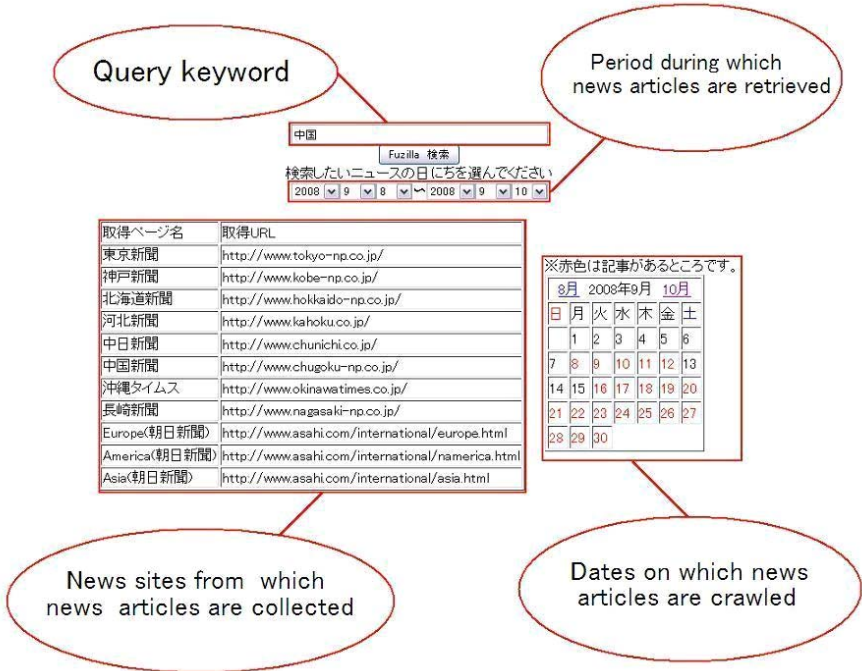 Query keyword
Period during which
news articles are retrieved
中国
Fuzilla 検索
検索したいニュースの日にちを選んでください
2008 9 8 〜 2008 9 10
取得ページ名 取得URL
東京新聞 http://www.tokyo-np.co.jp/
神戸新聞 http://www.kobe-np.co.jp/
北海道新聞 http://www.hokkaido-np.co.jp/
河北新聞 http://www.kahoku.co.jp/
中日新聞 http://www.chunichi.co.jp/
中国新聞 http://www.chugoku-np.co.jp/
沖縄タイムス http://www.okinawatimes.co.jp/
長崎新聞 http://www.nagasaki-np.co.jp/
Europe(朝日新聞) http://www.asahi.com/international/europe.html
America(朝日新聞) http://www.asahi.com/international/namerica.html
Asia(朝日新聞) http://www.asahi.com/international/asia.html
※赤色は記事があるところです。
8月 2008年9月 10月
日 月 火 水 木 金 土
1 2 3 4 5 6
7 8 9 10 11 12 13
14 15 16 17 18 19 20
21 22 23 24 25 26 27
28 29 30
News sites from which
news articles are collected
Dates on which news
articles are crawled